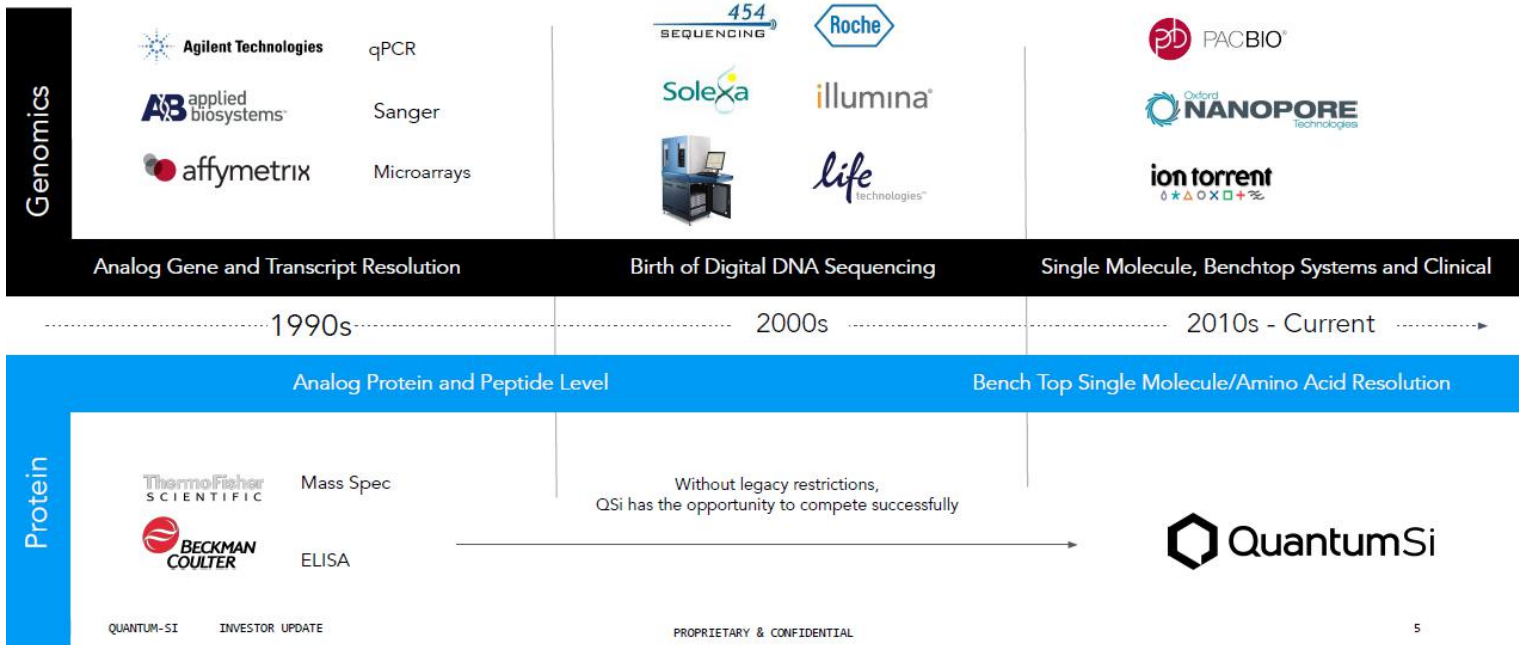 Genomics
Agilent Technologies
qPCR
applied
biosystems™
Sanger
affymetrix
Microarrays
454
SEQUENCING
Roche
Solexa
illumina®
life
technologies™
PACBIO®
Oxford
NANOPORE
Technologies
ion torrent
Analog Gene and Transcript Resolution
Birth of Digital DNA Sequencing
Single Molecule, Benchtop Systems and Clinical
1990s
2000s
2010s - Current
Analog Protein and Peptide Level
Bench Top Single Molecule/Amino Acid Resolution
Protein
ThermoFisher
SCIENTIFIC
Mass Spec
BECKMAN
COULTER
ELISA
Without legacy restrictions,
QSi has the opportunity to compete successfully
QuantumSi
QUANTUM-SI INVESTOR UPDATE
PROPRIETARY & CONFIDENTIAL
5